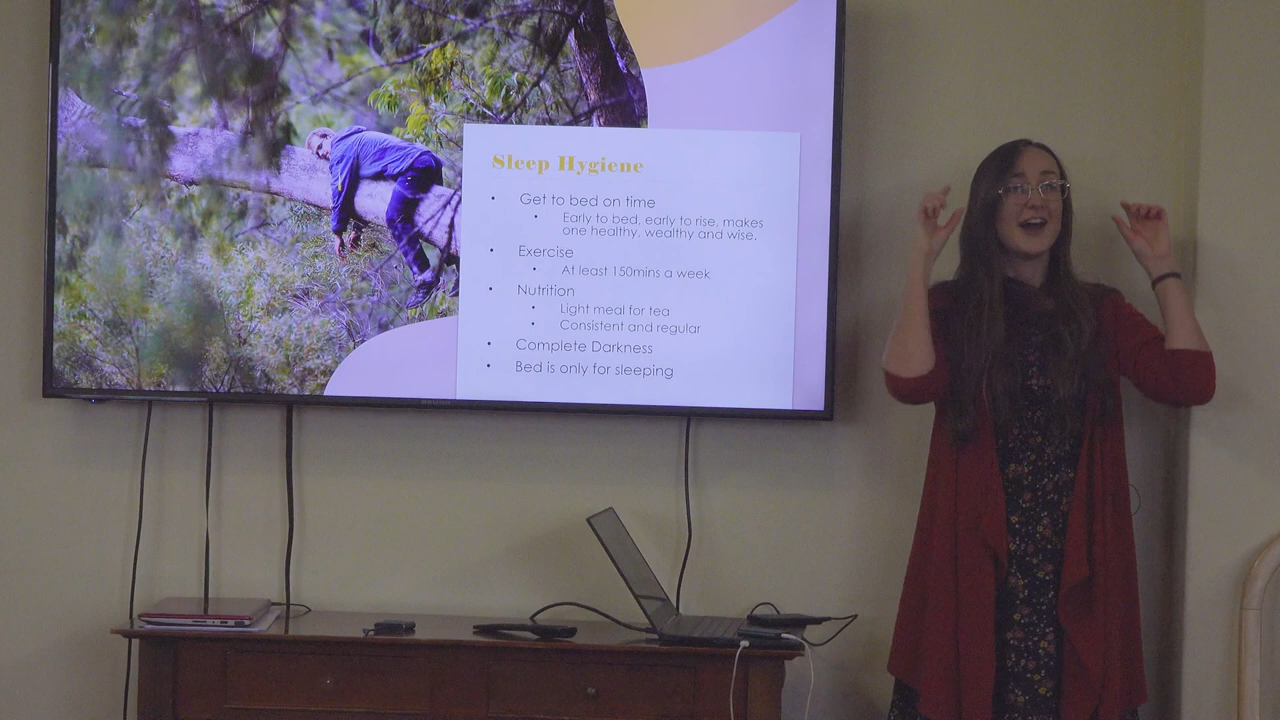 Sleep Hygiene
• Get to bed on time
• Early to bed, early to rise, makes
one healthy, wealthy and wise.
• Exercise
• At least 150mins a week
• Nutrition
• Light meal for tea
• Consistent and regular
• Complete Darkness
• Bed is only for sleeping